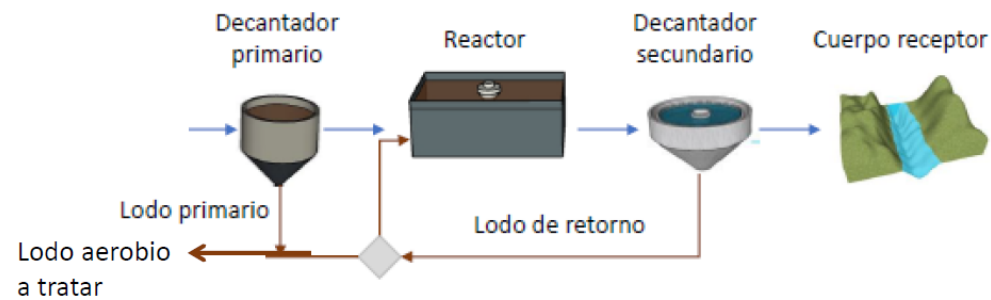 Decantador
primario
Reactor
Decantador
secundario
Cuerpo receptor
Lodo primario
Lodo de retorno
Lodo aerobio
a tratar